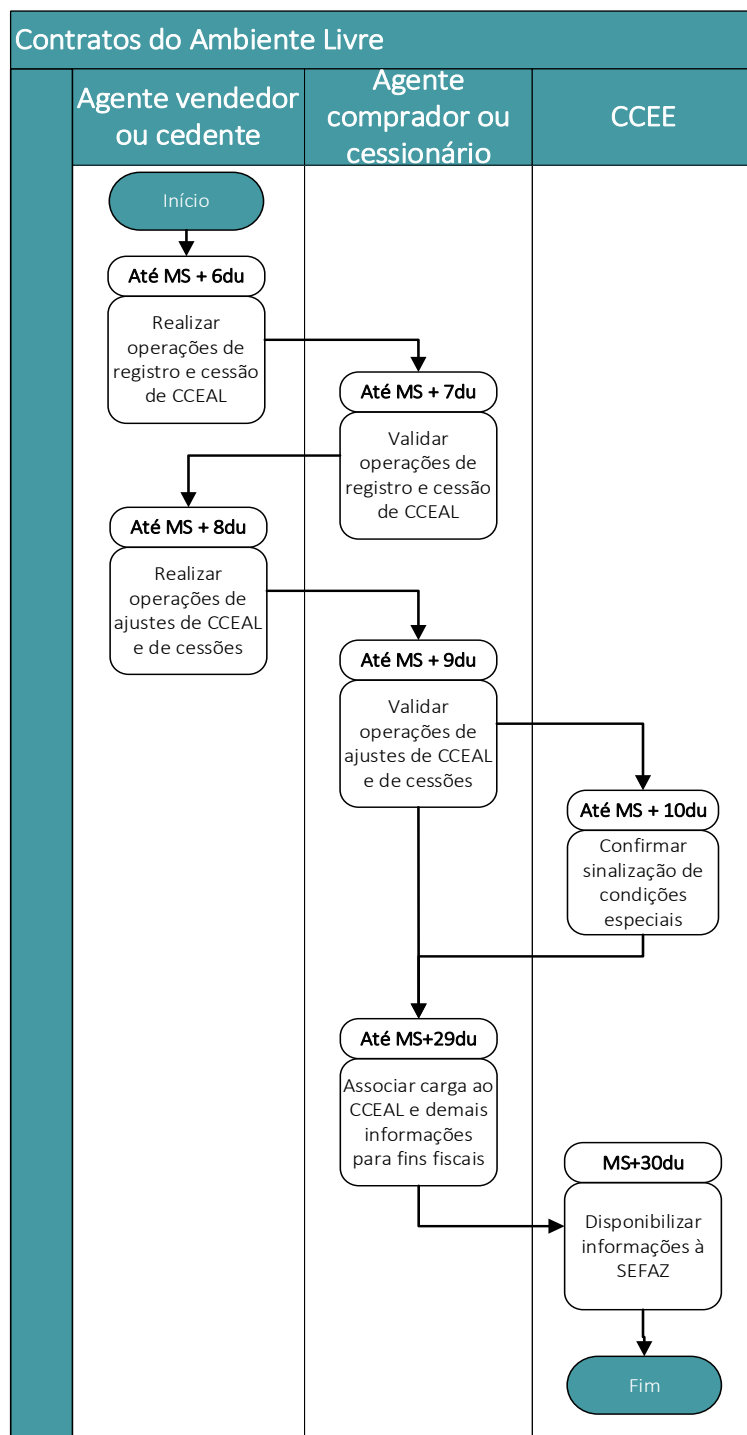 Contratos do Ambiente Livre
Agente vendedor
ou cedente
Agente
comprador ou
cessionário
CCEE
Início
Até MS + 6du
Realizar
operações de
registro e cessão
de CCEAL
Até MS + 7du
Validar
operações de
registro e cessão
de CCEAL
Até MS + 8du
Realizar
operações de
ajustes de CCEAL
e de cessões
Até MS + 9du
Validar
operações de
ajustes de CCEAL
e de cessões
Até MS + 10du
Confirmar
sinalização de
condições
especiais
Até MS+29du
Associar carga ao
CCEAL e demais
informações
para fins fiscais
MS+30du
Disponibilizar
informações à
SEFAZ
Fim